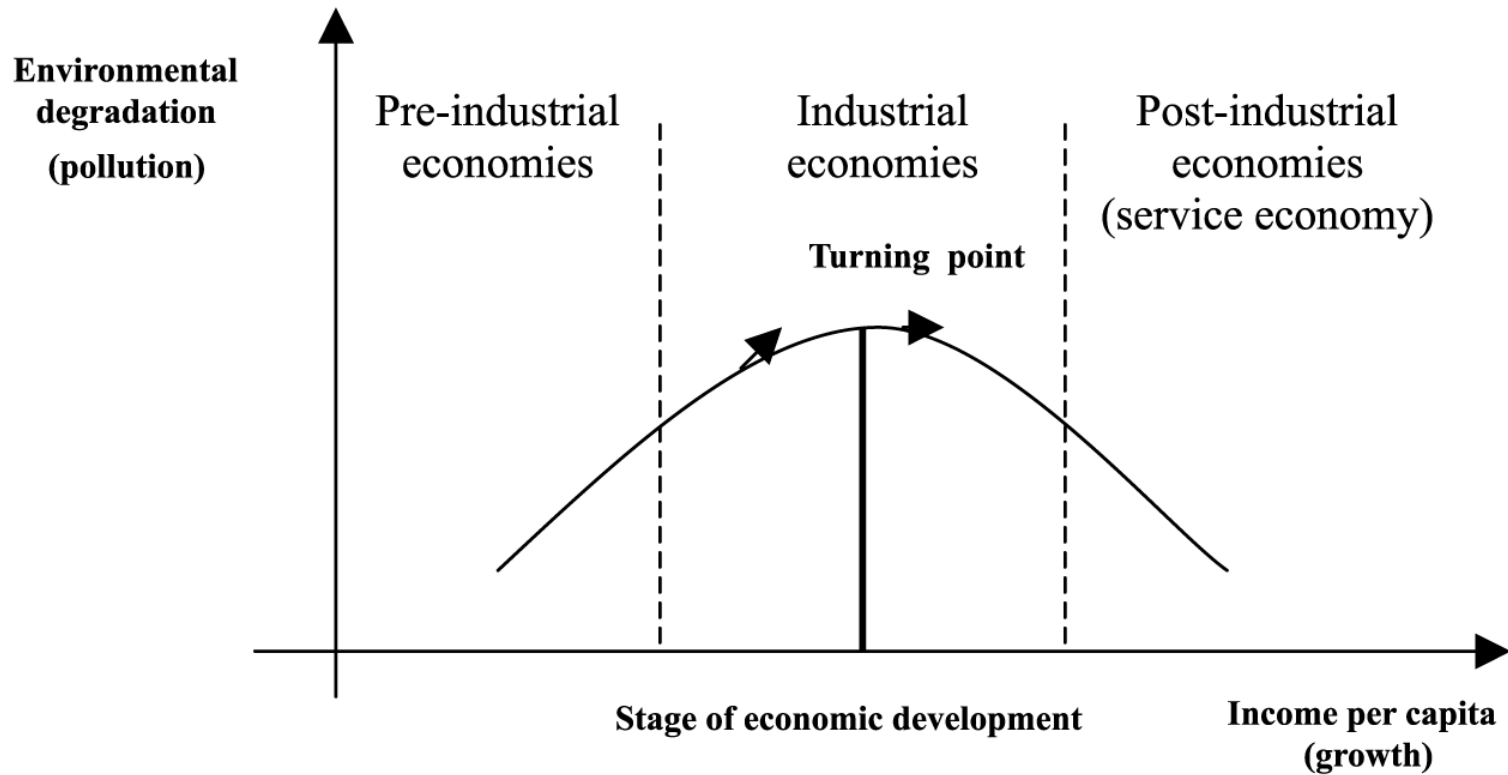 Environmental
degradation
(pollution)
Pre-industrial
economies
Industrial
economies
Post-industrial
economies
(service economy)
Turning point
Stage of economic development
Income per capita
(growth)